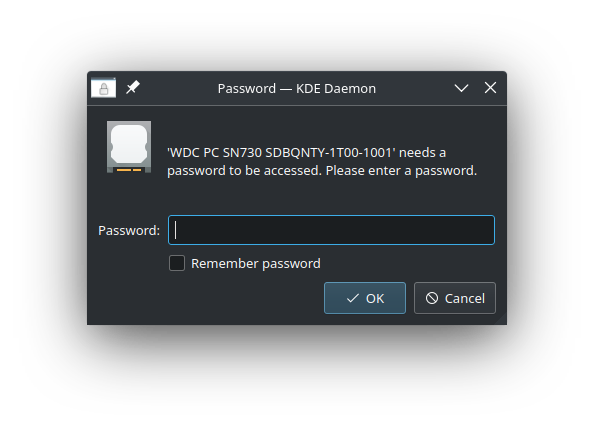 Password — KDE Daemon
'WDC PC SN730 SDBQNTY-1T00-1001' needs a
password to be accessed. Please enter a password.
Password:
Remember password
OK
Cancel